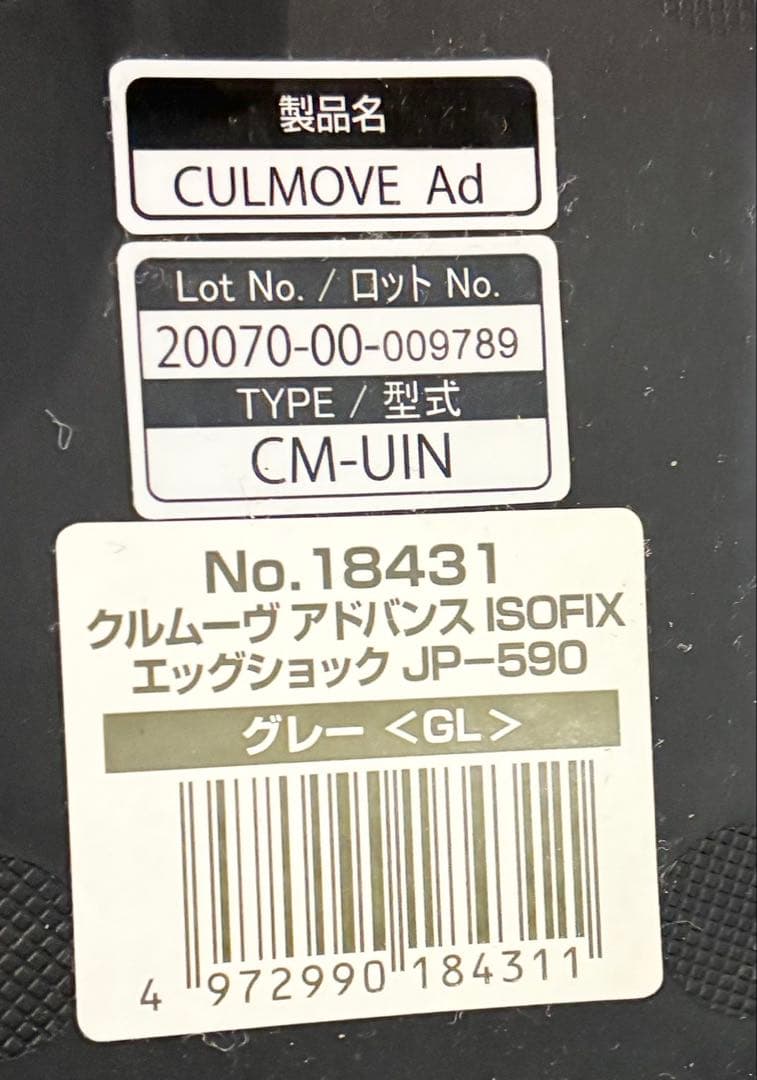 製品名
CULMOVE Ad
Lot No. / ロット No.
20070-00-009789
TYPE / 型式
CM-UIN
No.18431
クルムーヴ アドバンス ISOFIX
エッグショック JP-590
グレー <GL>
4 972990 184311